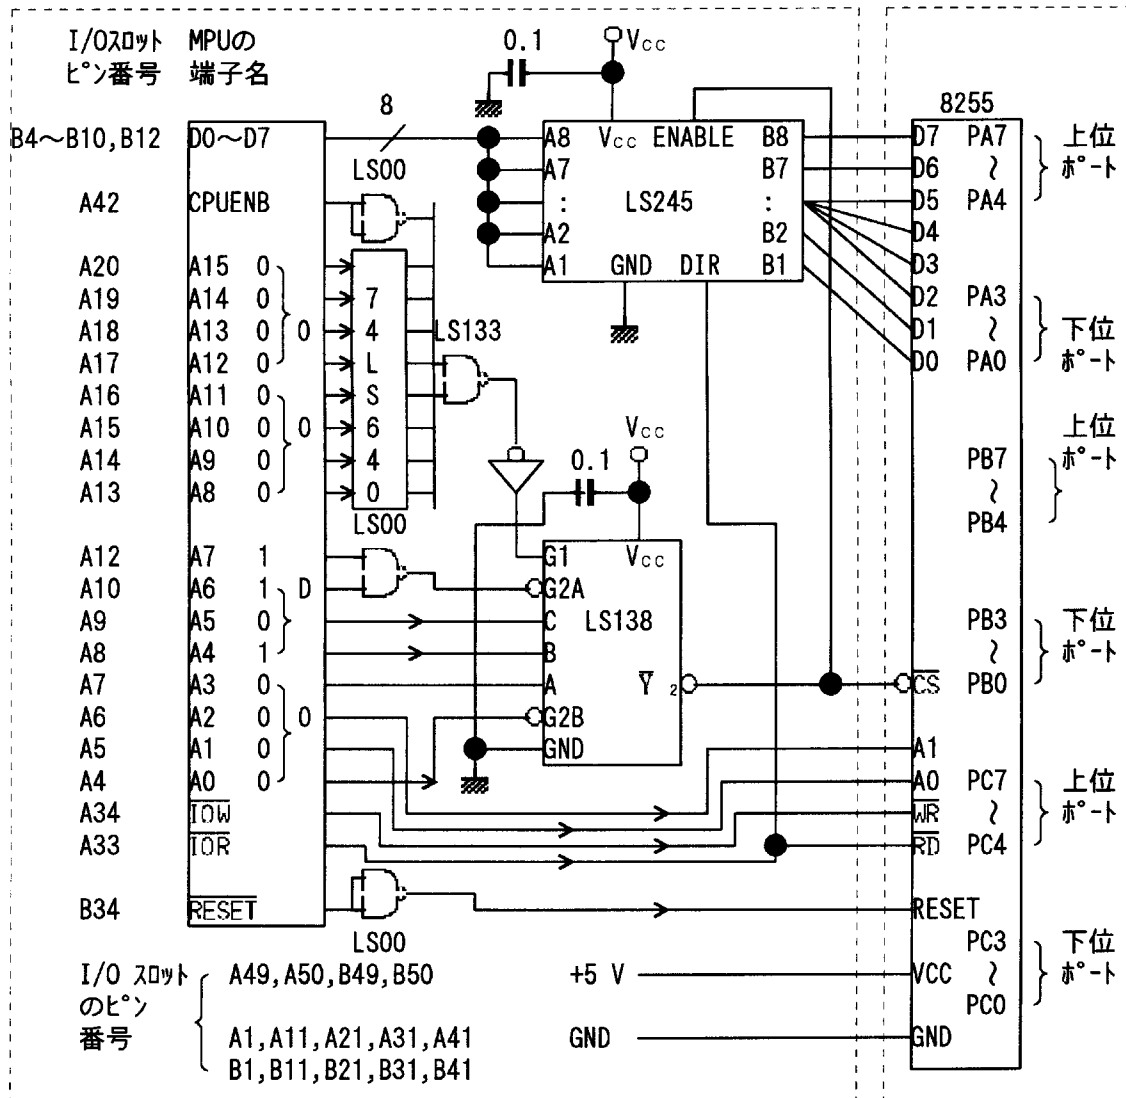 I/Oスロット MPUの
ピン番号 端子名
0.1 Vcc
8
8255
B4～B10,B12 D0～D7 A8 Vcc ENABLE B8 D7 PA7 上位
LS00 A7 B7 D6 ～ ポート
A42 CPUENB : LS245 : D5 PA4
A2 B2 D4
A20 A15 0 A1 GND DIR B1 D3
A19 A14 0 7 D2 PA3 下位
A18 A13 0 0 4 LS133 D1 ～ ポート
A17 A12 0 L D0 PA0
A16 A11 0 S
A15 A10 0 0 6 Vcc 上位
A14 A9 0 4 0.1 PB7 ポート
A13 A8 0 0 ～
LS00 PB4
A12 A7 1 G1 Vcc
A10 A6 1 D G2A
A9 A5 0 C LS138 PB3 下位
A8 A4 1 B ～ ポート
A7 A3 0 A Y2 CS PB0
A6 A2 0 0 G2B
A5 A1 0 GND A1
A4 A0 0 A0 PC7 上位
A34 IOW WR ～ ポート
A33 IOR RD PC4
B34 RESET RESET
LS00 PC3 下位
I/O スロット A49,A50,B49,B50 +5 V VCC ～ ポート
のピン PC0
番号 A1,A11,A21,A31,A41 GND GND
B1,B11,B21,B31,B41